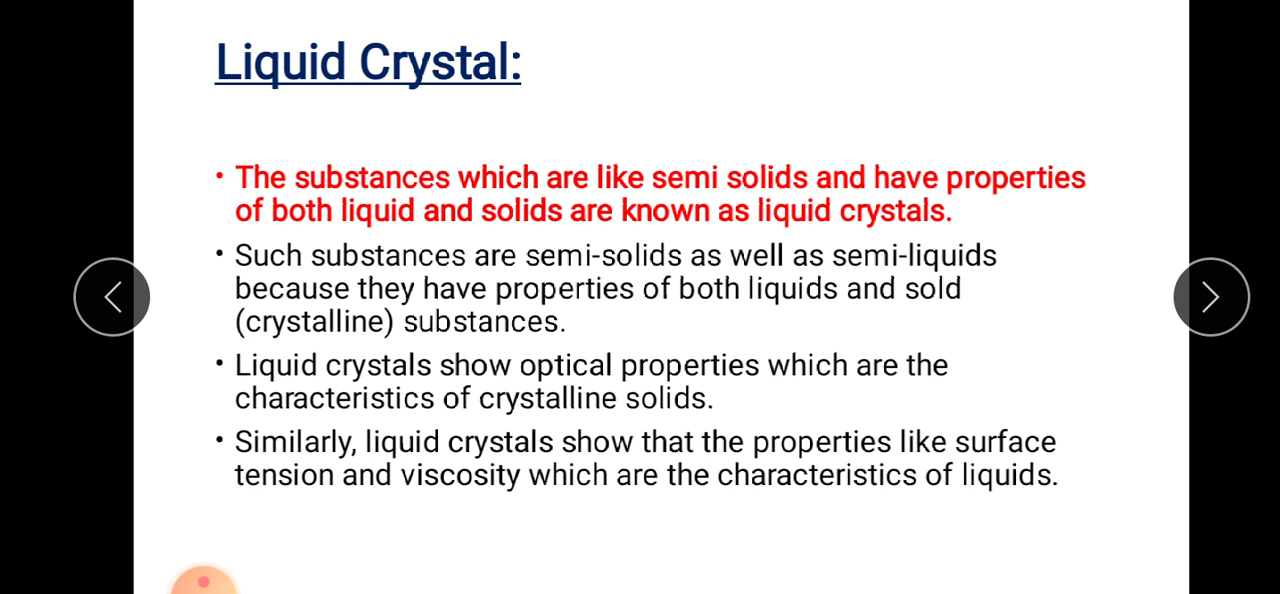 Liquid Crystal:
• The substances which are like semi solids and have properties
of both liquid and solids are known as liquid crystals.
• Such substances are semi-solids as well as semi-liquids
because they have properties of both liquids and sold
(crystalline) substances.
• Liquid crystals show optical properties which are the
characteristics of crystalline solids.
• Similarly, liquid crystals show that the properties like surface
tension and viscosity which are the characteristics of liquids.